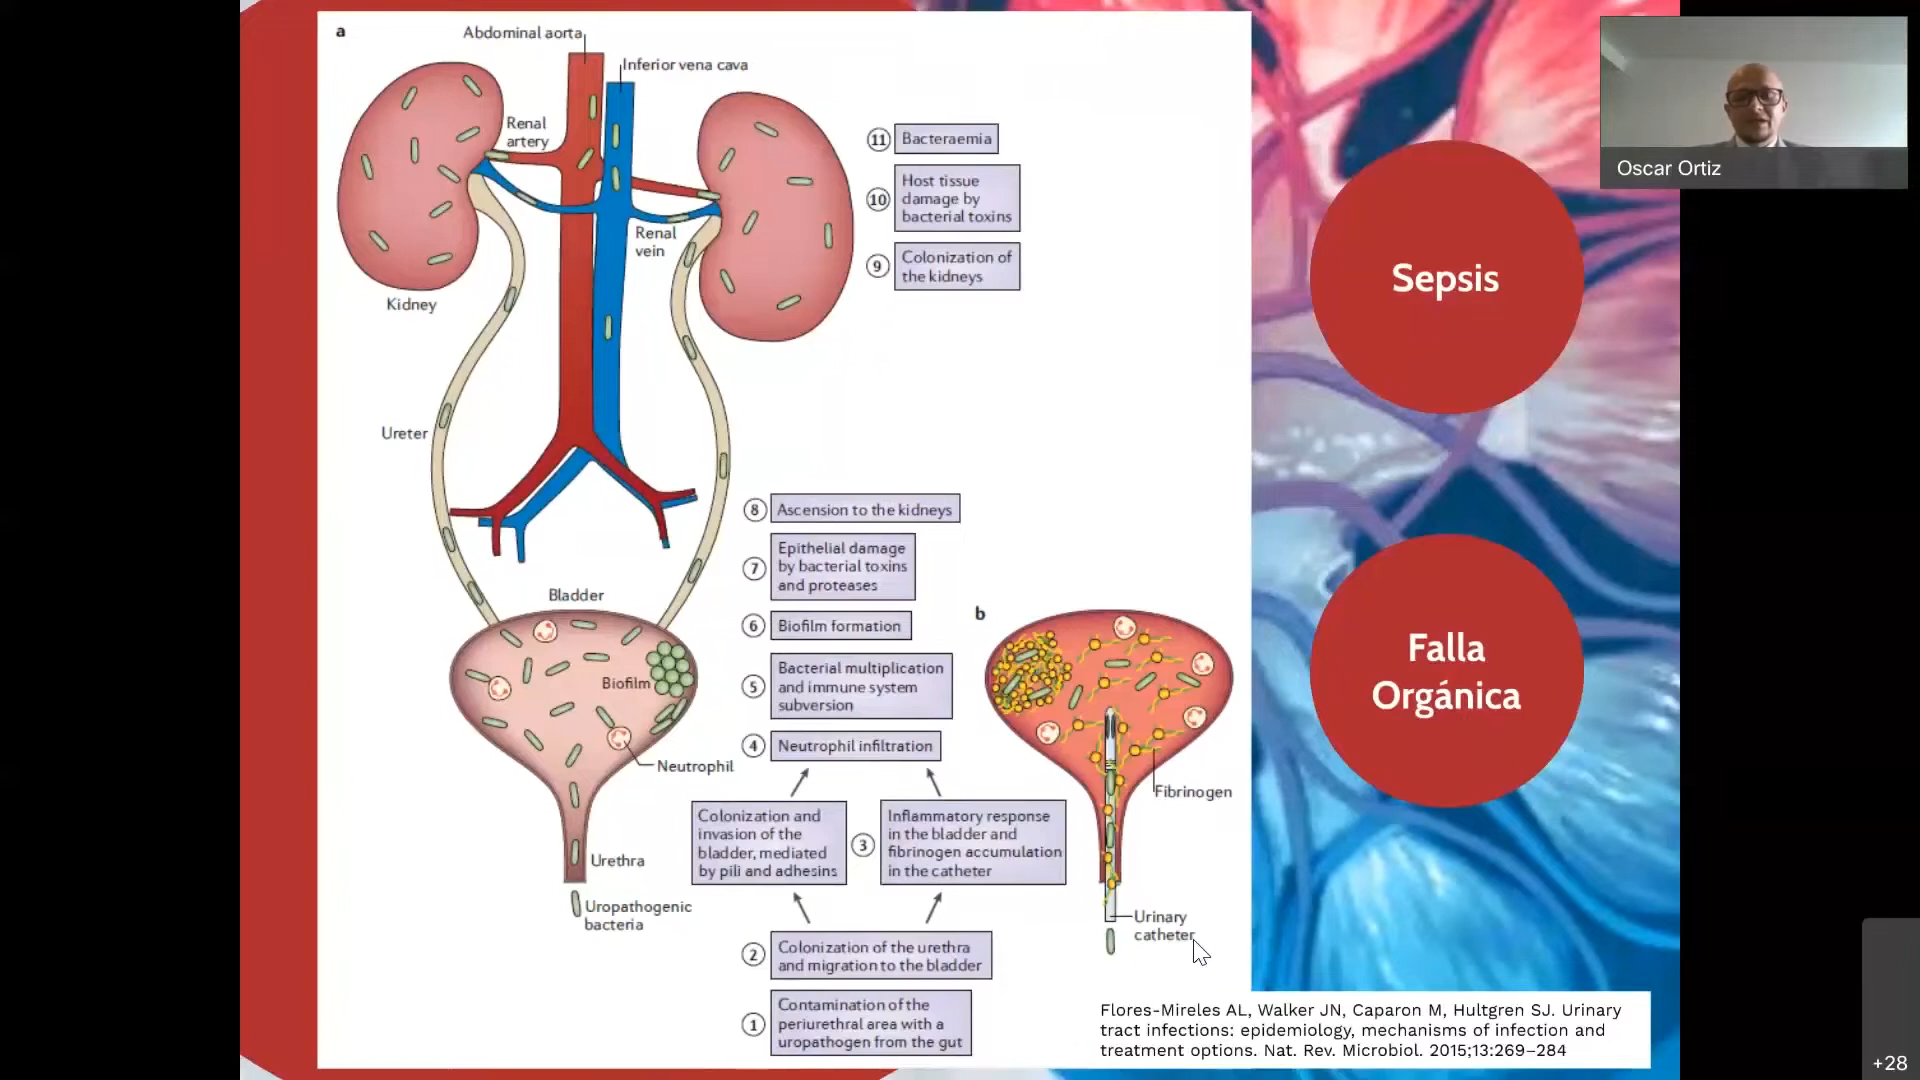 a
Abdominal aorta
Inferior vena cava
Renal
artery
Renal
vein
Kidney
Ureter
11 Bacteraemia
10 Host tissue
damage by
bacterial toxins
9 Colonization of
the kidneys
8 Ascension to the kidneys
7 Epithelial damage
by bacterial toxins
and proteases
6 Biofilm formation
5 Bacterial multiplication
and immune system
subversion
4 Neutrophil infiltration
Colonization and
invasion of the
bladder, mediated
by pili and adhesins
3
Inflammatory response
in the bladder and
fibrinogen accumulation
in the catheter
2 Colonization of the urethra
and migration to the bladder
1 Contamination of the
periurethral area with a
uropathogen from the gut
Bladder
Biofilm
Neutrophil
Urethra
Uropathogenic
bacteria
b
Fibrinogen
Urinary
catheter
Sepsis
Falla
Orgánica
Flores-Mireles AL, Walker JN, Caparon M, Hultgren SJ. Urinary
tract infections: epidemiology, mechanisms of infection and
treatment options. Nat. Rev. Microbiol. 2015;13:269–284
Oscar Ortiz
+28